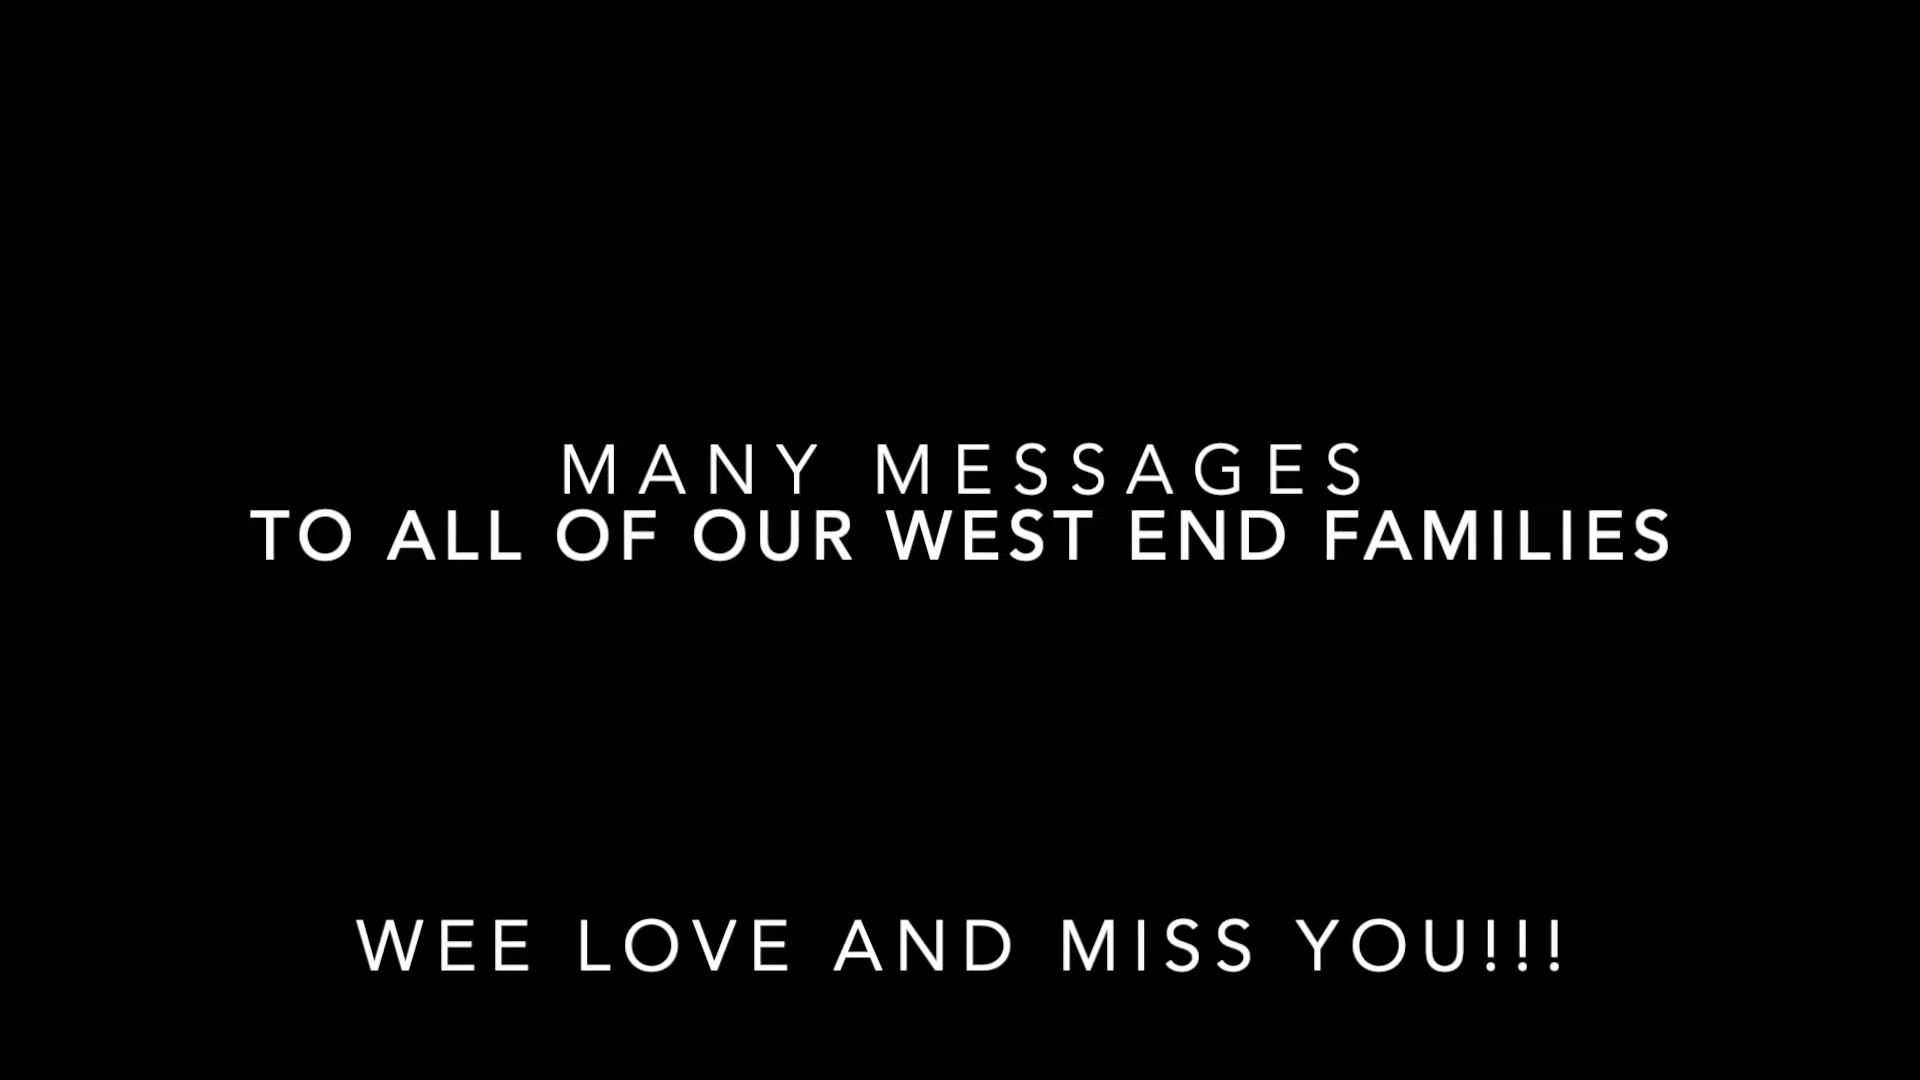 MANY MESSAGES
TO ALL OF OUR WEST END FAMILIES
WEE LOVE AND MISS YOU!!!